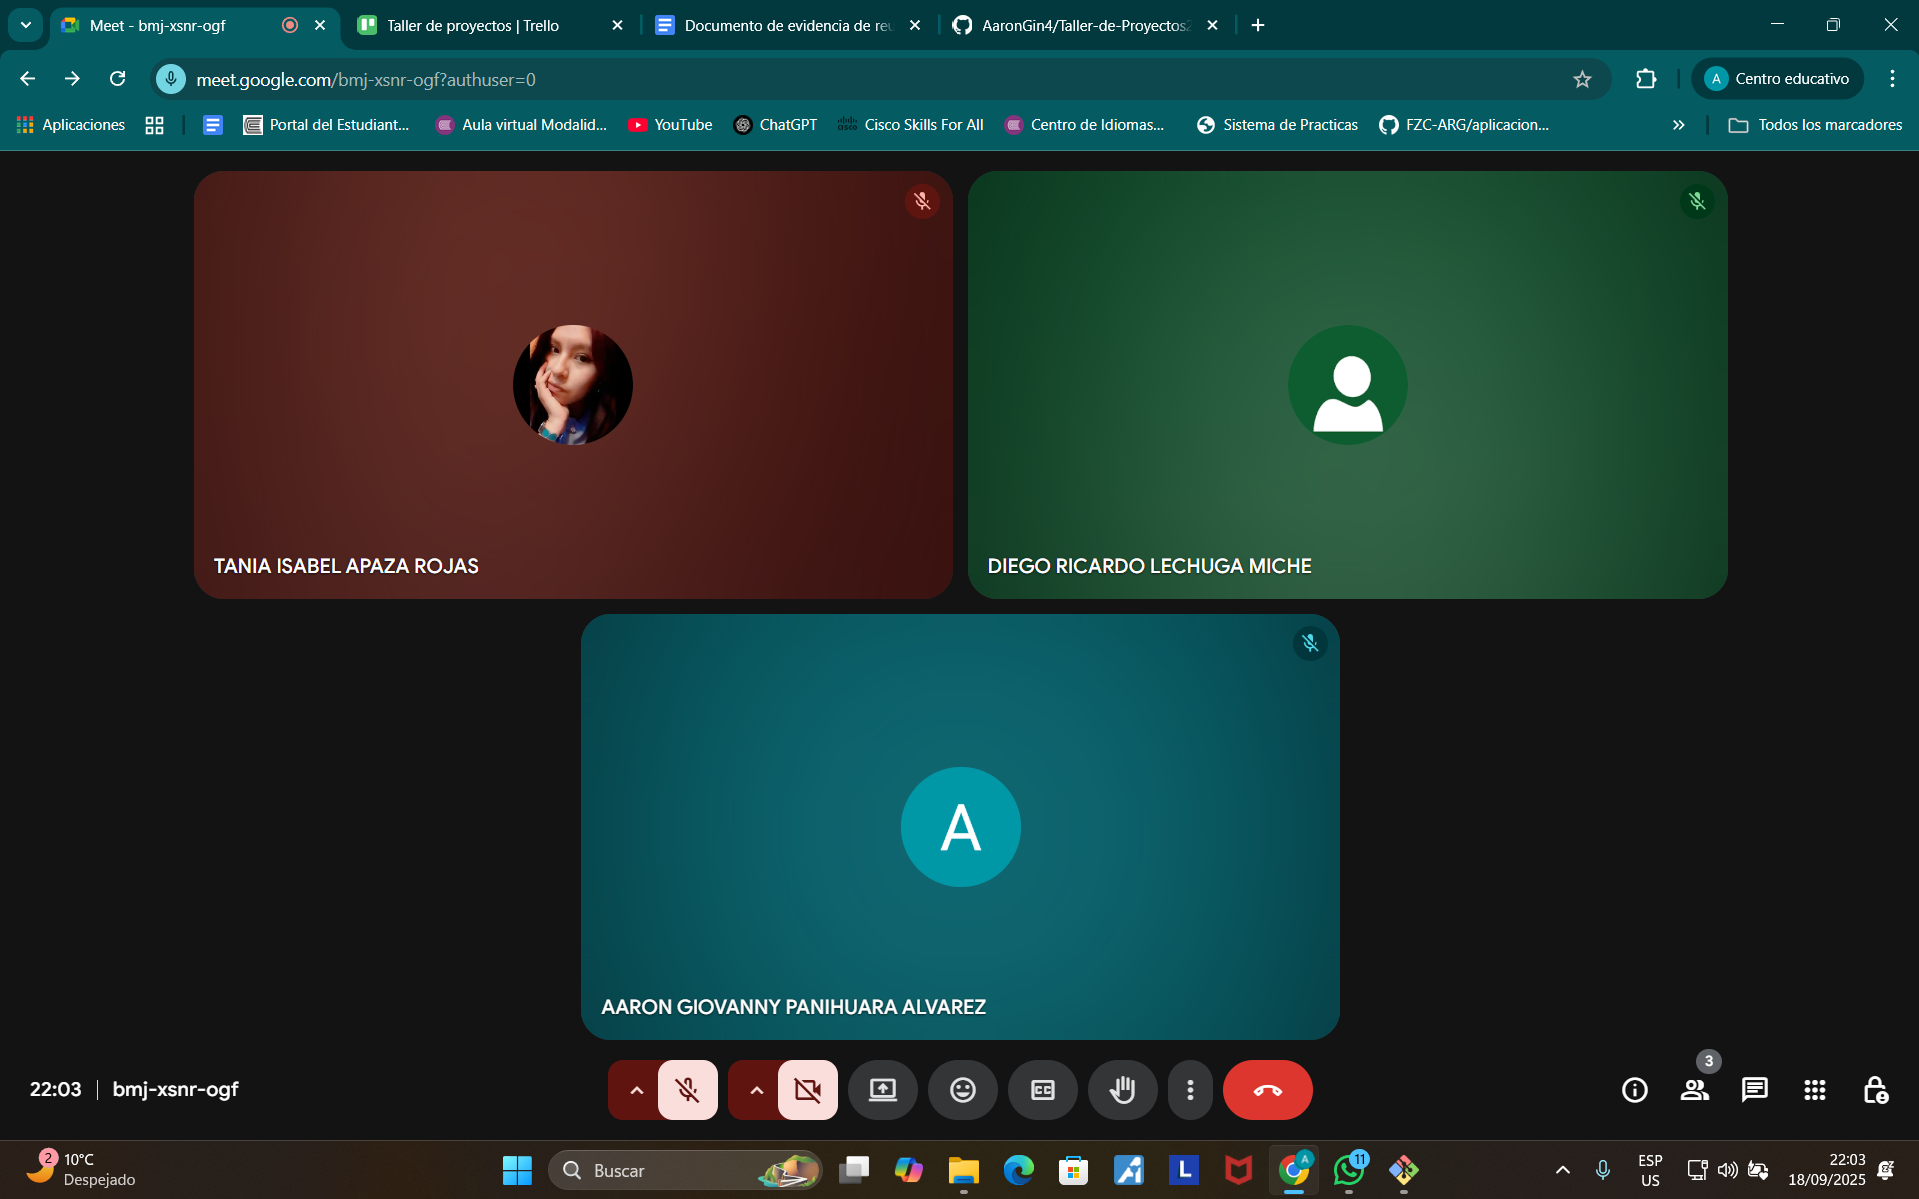 Meet - bmj-xsnr-ogf
Taller de proyectos | Trello
Documento de evidencia de reu
AaronGin4/Taller-de-Proyectos2
meet.google.com/bmj-xsnr-ogf?authuser=0
A
Centro educativo
Aplicaciones
Portal del Estudiant...
Aula virtual Modalid...
YouTube
ChatGPT
cisco
Cisco Skills For All
Centro de Idiomas...
Sistema de Practicas
FZC-ARG/aplicacion...
»
Todos los marcadores
TANIA ISABEL APAZA ROJAS
DIEGO RICARDO LECHUGA MICHE
A
AARON GIOVANNY PANIHUARA ALVAREZ
22:03
bmj-xsnr-ogf
CC
3
2
10°C
Despejado
Buscar
L
A
11
ESP
US
22:03
18/09/2025